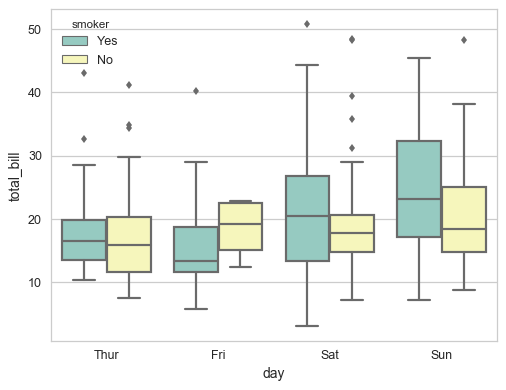 smoker
Yes
No
50
40
30
20
10
total_bill
Thur Fri Sat Sun
day